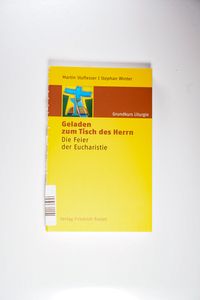 Martin Stuflesser | Stephan Winter
Grundkurs Liturgie
Geladen
zum Tisch des Herrn
Die Feier
der Eucharistie
Verlag Friedrich Pustet